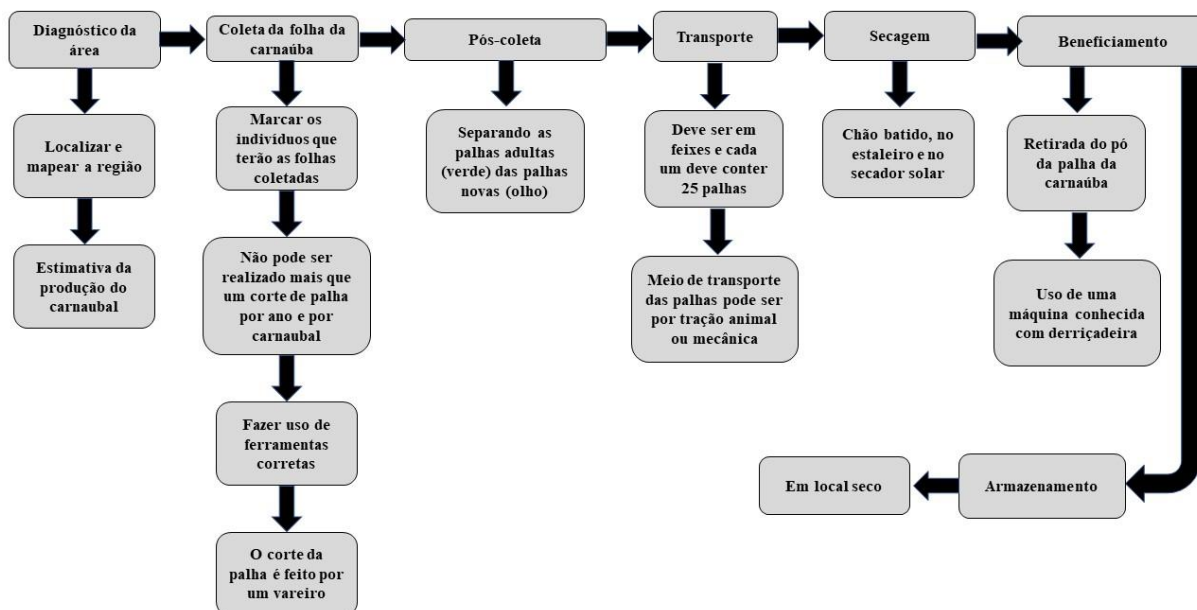 Diagnóstico da
área
Coleta da folha da
carnaúba
Pós-coleta
Transporte
Secagem
Beneficiamento
Localizar e
mapear a região
Estimativa da
produção do
carnaubal
Marcar os
indivíduos que
terão as folhas
coletadas
Não pode ser
realizado mais que
um corte de palha
por ano e por
carnaubal
Fazer uso de
ferramentas
corretas
O corte da
palha é feito por
um vareiro
Separando as
palhas adultas
(verde) das palhas
novas (olho)
Deve ser em
feixes e cada
um deve conter
25 palhas
Meio de transporte
das palhas pode ser
por tração animal
ou mecânica
Chão batido, no
estaleiro e no
secador solar
Retirada do pó
da palha da
carnaúba
Uso de uma
máquina conhecida
com derriçadeira
Armazenamento
Em local seco